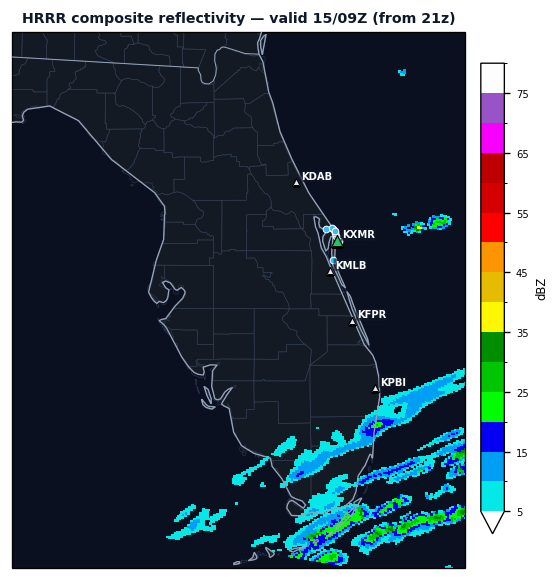 HRRR composite reflectivity — valid 15/09Z (from 21z)
KDAB
KXMR
KMLB
KFPR
KPBI
75
65
55
45
35
25
15
5
dBZ